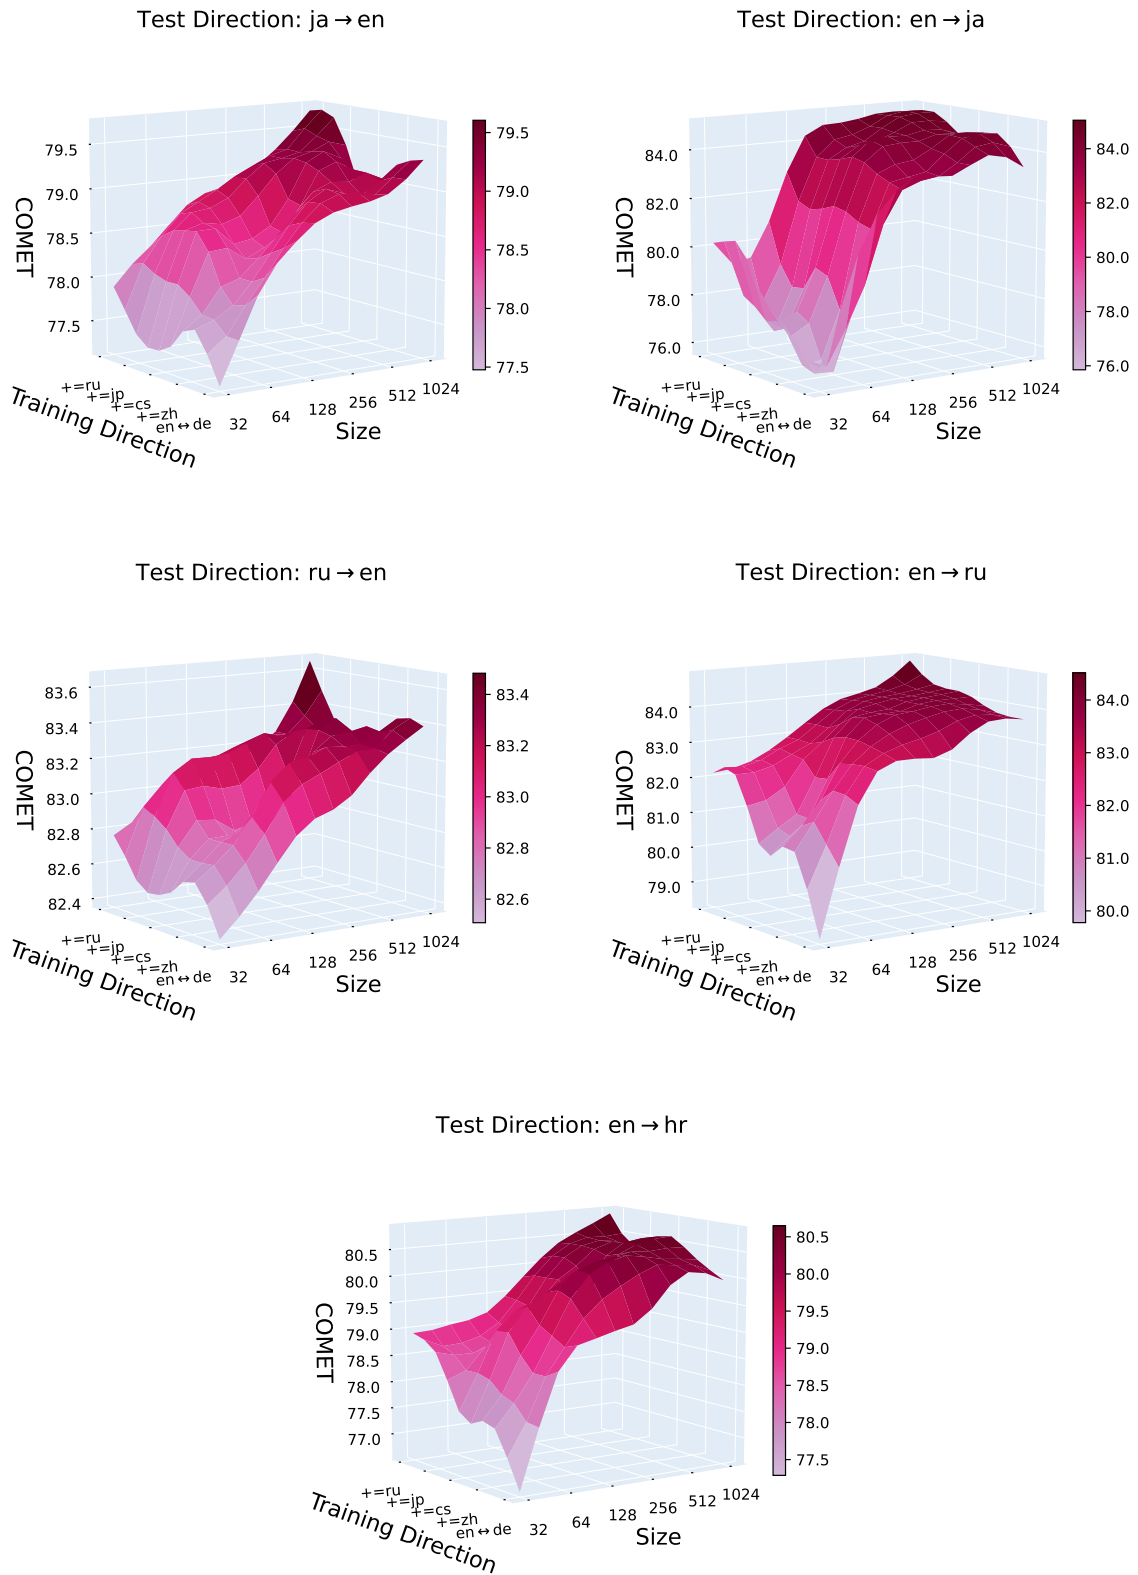 Test Direction: ja→en
79.5
79.0
78.5
78.0
77.5
COMET
+=ru
+=jp
+=cs
+=zh
en↔de
Training Direction
32
64
128
256
512
1024
Size
79.5
79.0
78.5
78.0
77.5
Test Direction: en→ja
84.0
82.0
80.0
78.0
76.0
COMET
+=ru
+=jp
+=cs
+=zh
en↔de
Training Direction
32
64
128
256
512
1024
Size
84.0
82.0
80.0
78.0
76.0
Test Direction: ru→en
83.6
83.4
83.2
83.0
82.8
82.6
82.4
COMET
+=ru
+=jp
+=cs
+=zh
en↔de
Training Direction
32
64
128
256
512
1024
Size
83.4
83.2
83.0
82.8
82.6
Test Direction: en→ru
84.0
83.0
82.0
81.0
80.0
79.0
COMET
+=ru
+=jp
+=cs
+=zh
en↔de
Training Direction
32
64
128
256
512
1024
Size
84.0
83.0
82.0
81.0
80.0
Test Direction: en→hr
80.5
80.0
79.5
79.0
78.5
78.0
77.5
77.0
COMET
+=ru
+=jp
+=cs
+=zh
en↔de
Training Direction
32
64
128
256
512
1024
Size
80.5
80.0
79.5
79.0
78.5
78.0
77.5